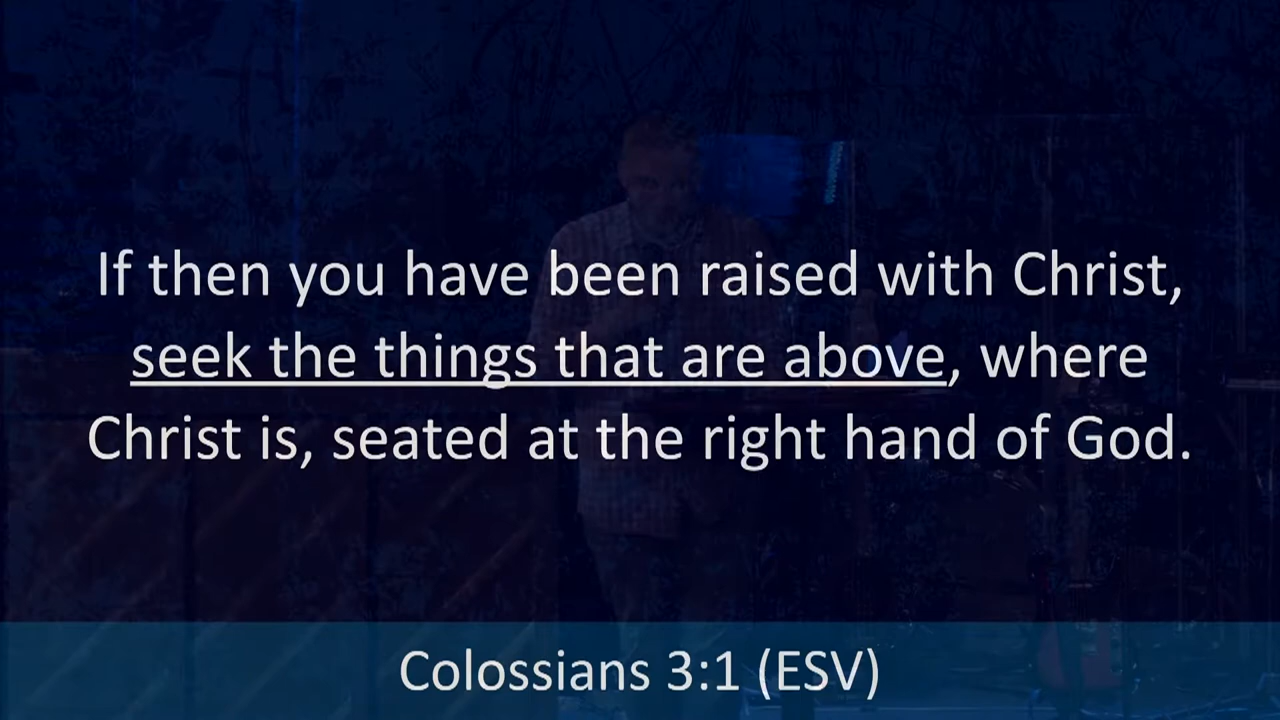 If then you have been raised with Christ,
seek the things that are above, where
Christ is, seated at the right hand of God.
Colossians 3:1 (ESV)